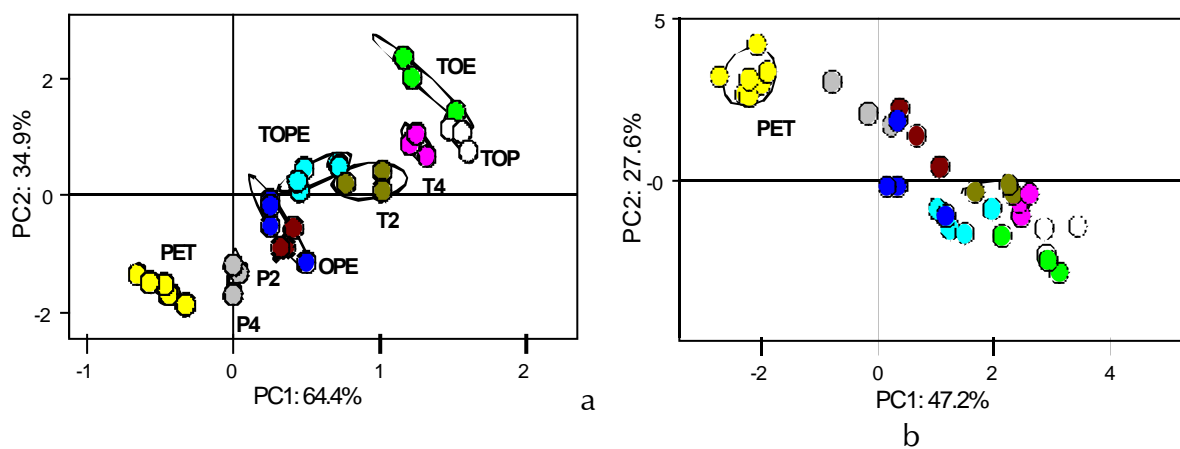 PC2: 34.9%
2
0
-2
TOE
TOP
TOPE
T4
T2
PET
P2
OPE
P4
-1
0
1
2
PC1: 64.4%
a
PC2: 27.6%
5
-0
PET
-2
0
2
4
PC1: 47.2%
b